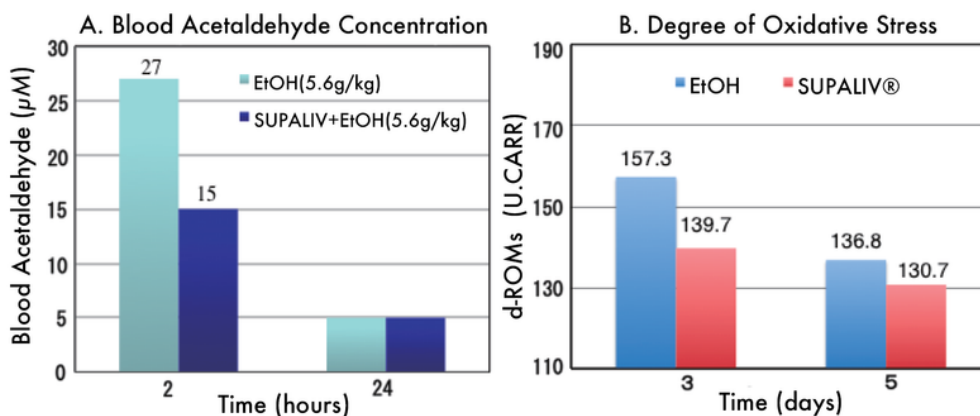 A. Blood Acetaldehyde Concentration
Blood Acetaldehyde (µM)
30
25
20
15
10
5
0
27
15
EtOH(5.6g/kg)
SUPALIV+EtOH(5.6g/kg)
2
24
Time (hours)
B. Degree of Oxidative Stress
d-ROMs (U.CARR)
190
170
150
130
110
EtOH
SUPALIV®
157.3
139.7
136.8
130.7
3
5
Time (days)